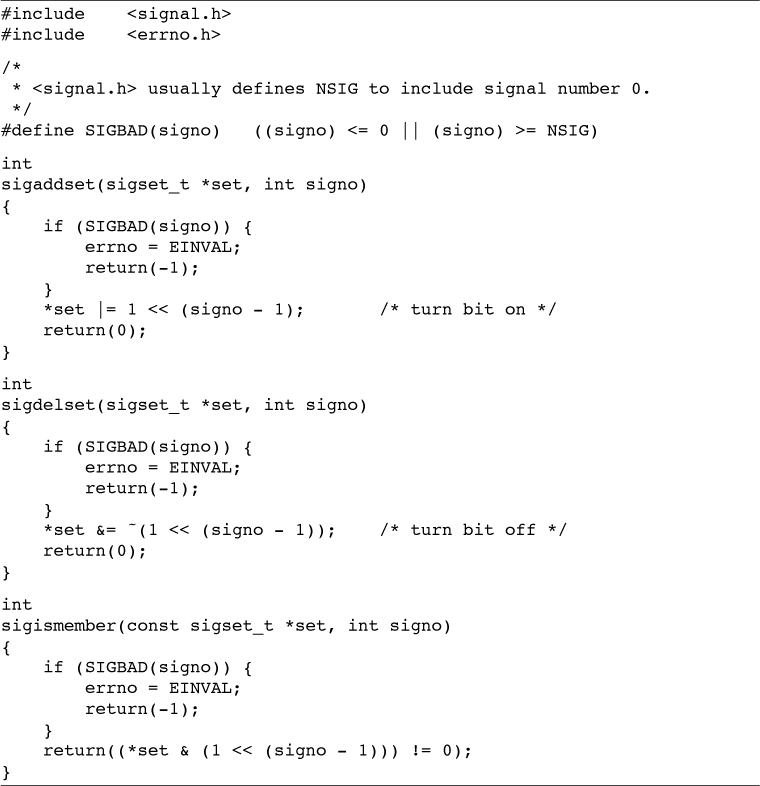 #include    <signal.h>
#include    <errno.h>
/*
 * <signal.h> usually defines NSIG to include signal number 0.
 */
#define SIGBAD(signo)   ((signo) <= 0 || (signo) >= NSIG)
int
sigaddset(sigset_t *set, int signo)
{
    if (SIGBAD(signo)) {
        errno = EINVAL;
        return(-1);
    }
    *set |= 1 << (signo - 1);       /* turn bit on */
    return(0);
}
int
sigdelset(sigset_t *set, int signo)
{
    if (SIGBAD(signo)) {
        errno = EINVAL;
        return(-1);
    }
    *set &= ~(1 << (signo - 1));    /* turn bit off */
    return(0);
}
int
sigismember(const sigset_t *set, int signo)
{
    if (SIGBAD(signo)) {
        errno = EINVAL;
        return(-1);
    }
    return((*set & (1 << (signo - 1))) != 0);
}